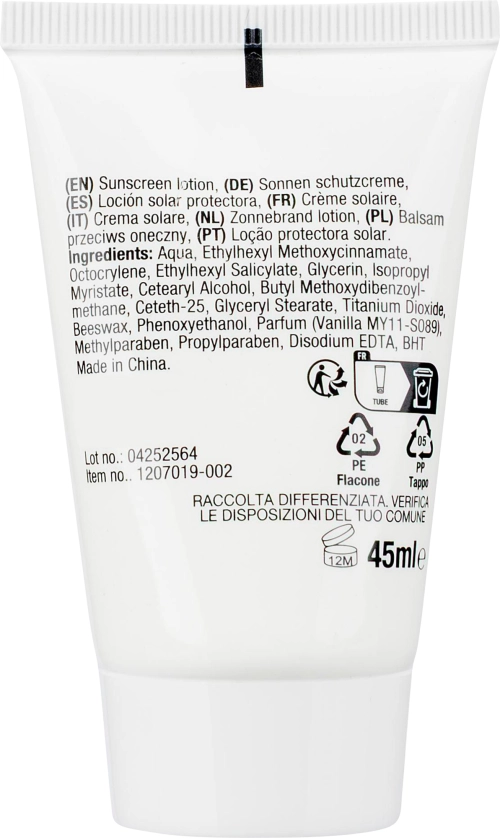 (EN) Sunscreen lotion, (DE) Sonnen schutzcreme,
(ES) Loción solar protectora, (FR) Crème solaire,
(IT) Crema solare, (NL) Zonnebrand lotion, (PL) Balsam
przeciws oneczny, (PT) Loção protectora solar.
Ingredients: Aqua, Ethylhexyl Methoxycinnamate,
Octocrylene, Ethylhexyl Salicylate, Glycerin, Isopropyl
Myristate, Cetearyl Alcohol, Butyl Methoxydibenzoyl-
methane, Ceteth-25, Glyceryl Stearate, Titanium Dioxide,
Beeswax, Phenoxyethanol, Parfum (Vanilla MY11-S089),
Methylparaben, Propylparaben, Disodium EDTA, BHT
Made in China.
FR
TUBE
02
PE
Flacone
05
PP
Tappo
Lot no.: 04252564
Item no.. 1207019-002
RACCOLTA DIFFERENZIATA. VERIFICA
LE DISPOSIZIONI DEL TUO COMUNE
12M
45ml℮